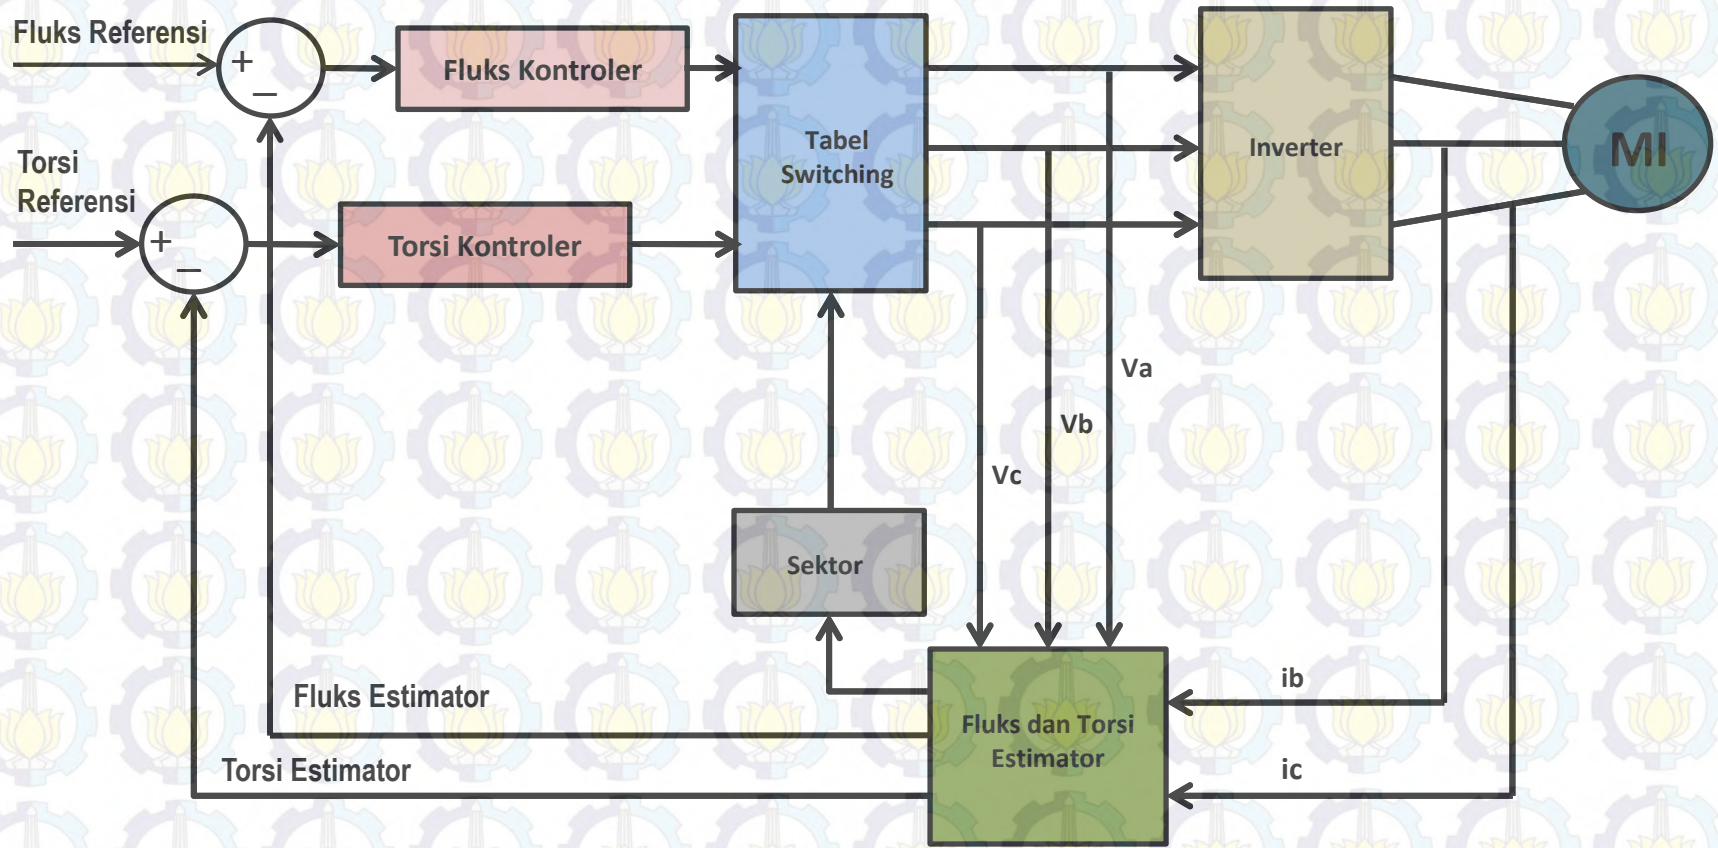 Fluks Referensi
+
−
Fluks Kontroler
Torsi
Referensi
+
−
Torsi Kontroler
Tabel
Switching
Inverter
MI
Va
Vb
Vc
Sektor
Fluks Estimator
Torsi Estimator
Fluks dan Torsi
Estimator
ib
ic